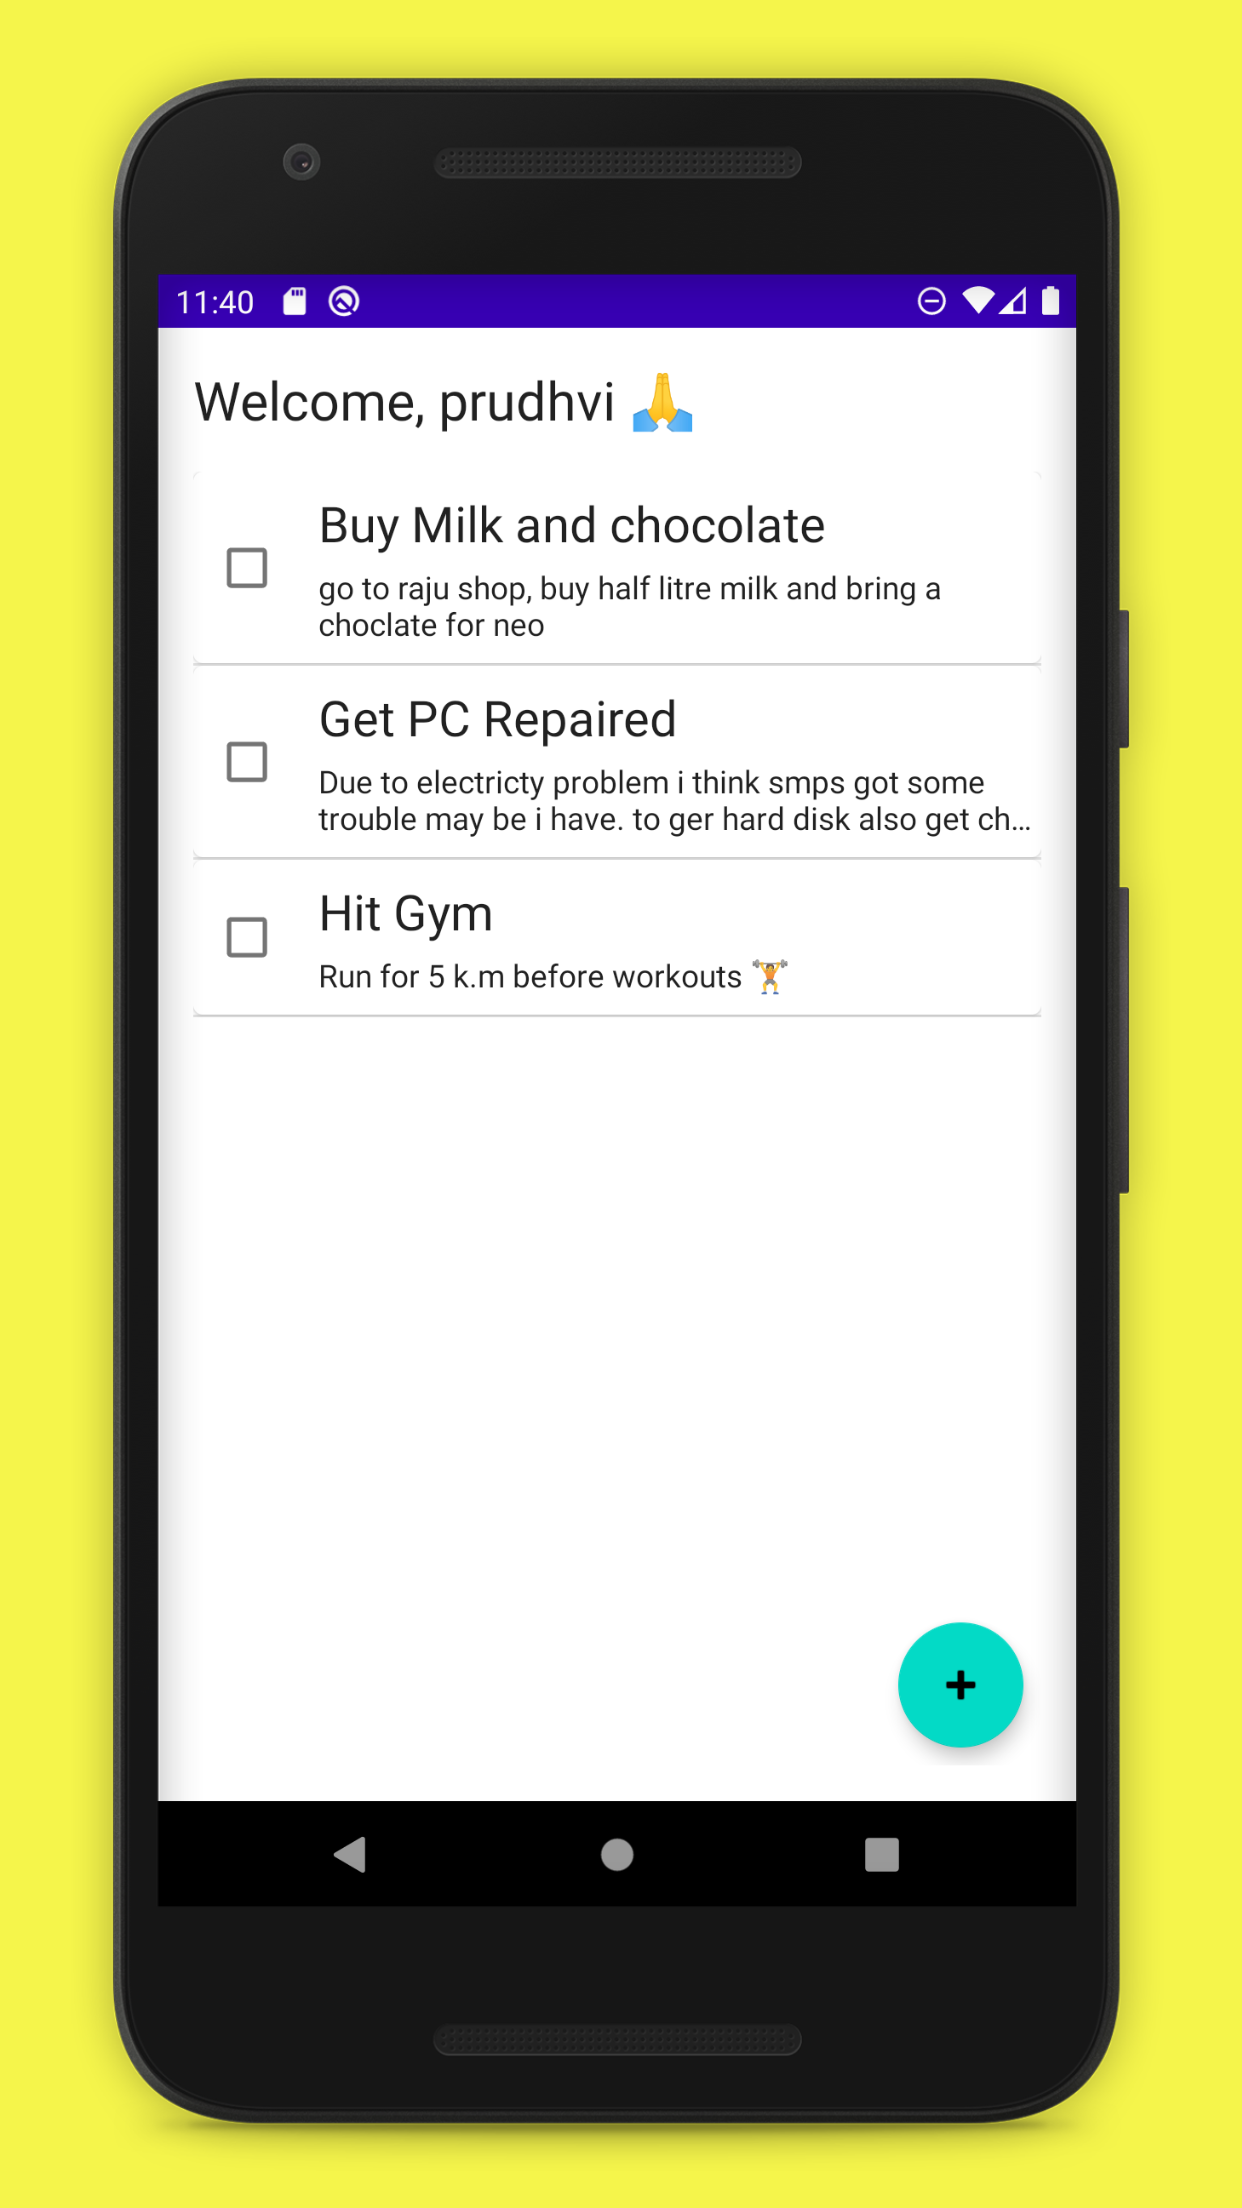 11:40
Welcome, prudhvi 🙏
Buy Milk and chocolate
go to raju shop, buy half litre milk and bring a
choclate for neo
Get PC Repaired
Due to electricty problem i think smps got some
trouble may be i have. to ger hard disk also get ch...
Hit Gym
Run for 5 k.m before workouts 🏋